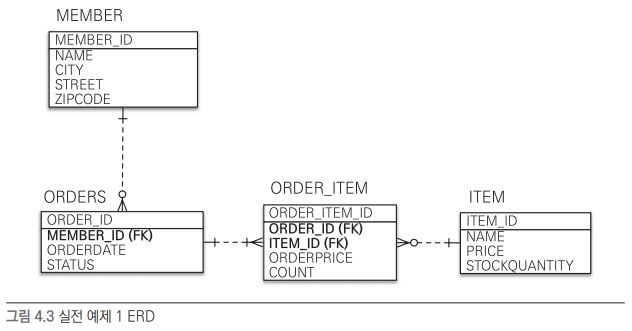 MEMBER
MEMBER_ID
NAME
CITY
STREET
ZIPCODE
ORDERS
ORDER_ID
MEMBER_ID (FK)
ORDERDATE
STATUS
ORDER_ITEM
ORDER_ITEM_ID
ORDER_ID (FK)
ITEM_ID (FK)
ORDERPRICE
COUNT
ITEM
ITEM_ID
NAME
PRICE
STOCKQUANTITY
그림 4.3 실전 예제 1 ERD